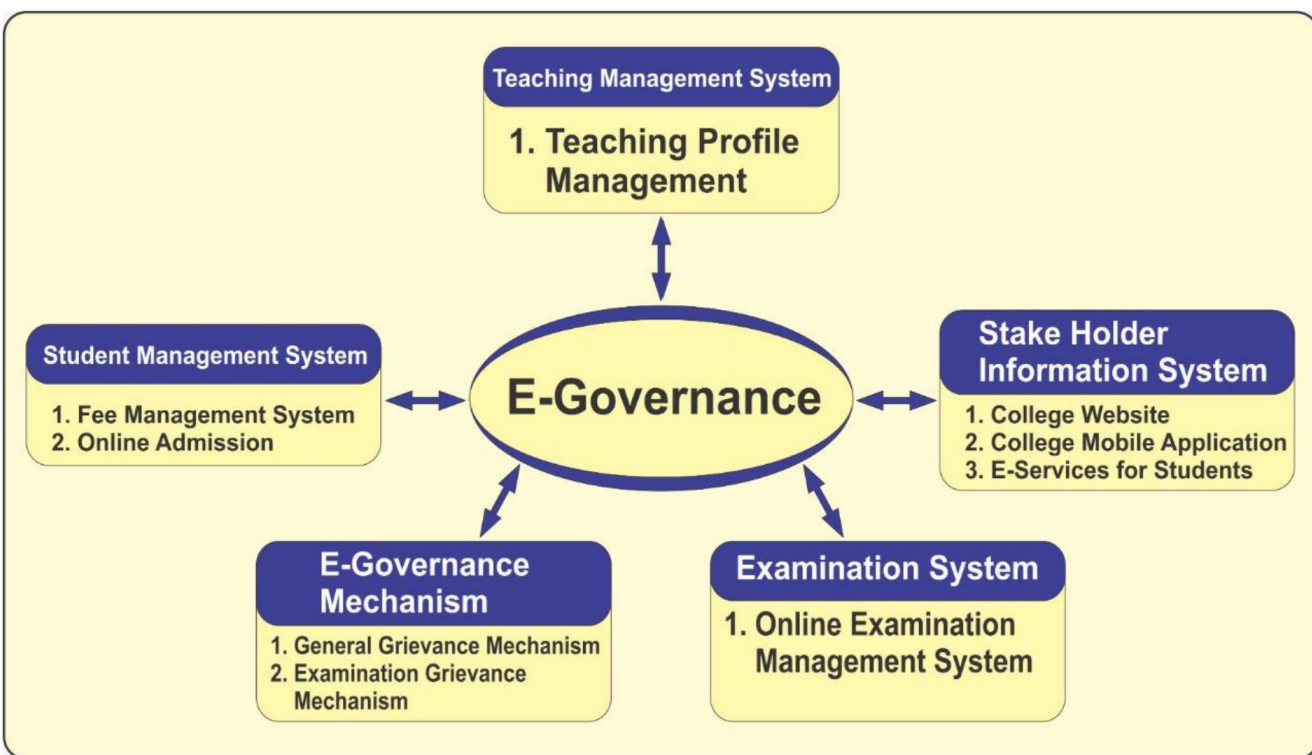 Teaching Management System
1. Teaching Profile
Management
Student Management System
1. Fee Management System
2. Online Admission
E-Governance
Stake Holder
Information System
1. College Website
2. College Mobile Application
3. E-Services for Students
E-Governance
Mechanism
1. General Grievance Mechanism
2. Examination Grievance
Mechanism
Examination System
1. Online Examination
Management System